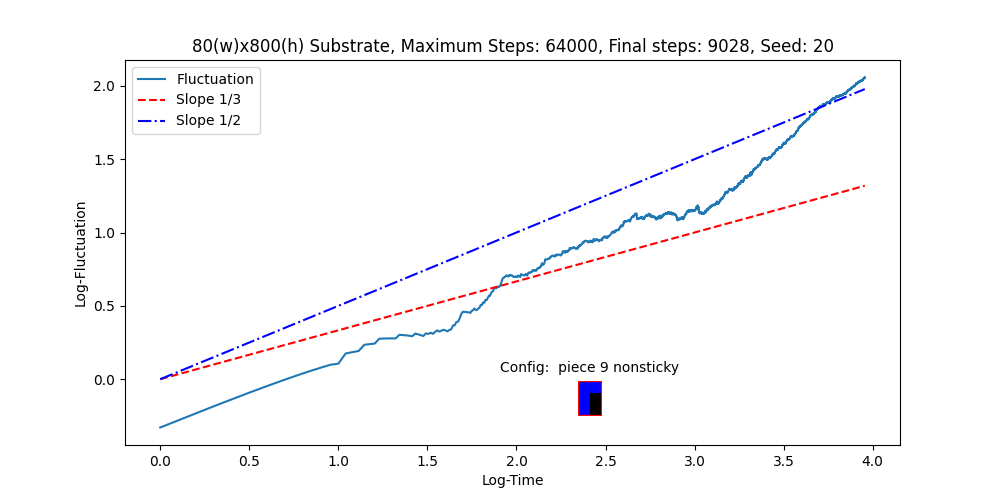 80(w)x800(h) Substrate, Maximum Steps: 64000, Final steps: 9028, Seed: 20
Fluctuation
Slope 1/3
Slope 1/2
Log-Fluctuation
2.0
1.5
1.0
0.5
0.0
Config:  piece 9 nonsticky
0.0 0.5 1.0 1.5 2.0 2.5 3.0 3.5 4.0
Log-Time